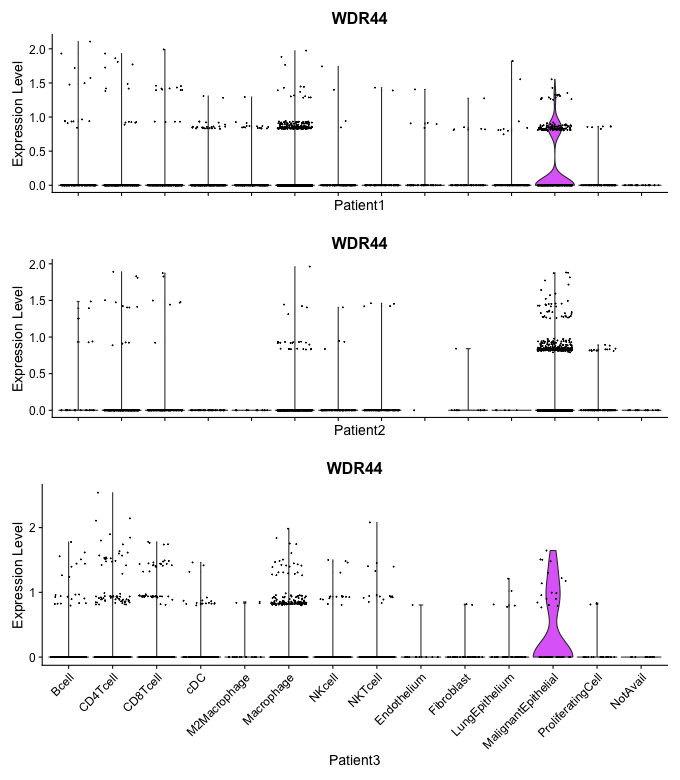 WDR44
Expression Level
2.0
1.5
1.0
0.5
0.0
Patient1
WDR44
Expression Level
2.0
1.5
1.0
0.5
0.0
Patient2
WDR44
Expression Level
2
1
0
Bcell
CD4Tcell
CD8Tcell
cDC
M2Macrophage
Macrophage
NKcell
NKTcell
Endothelium
Fibroblast
LungEpithelium
MalignantEpithelial
ProliferatingCell
NotAvail
Patient3